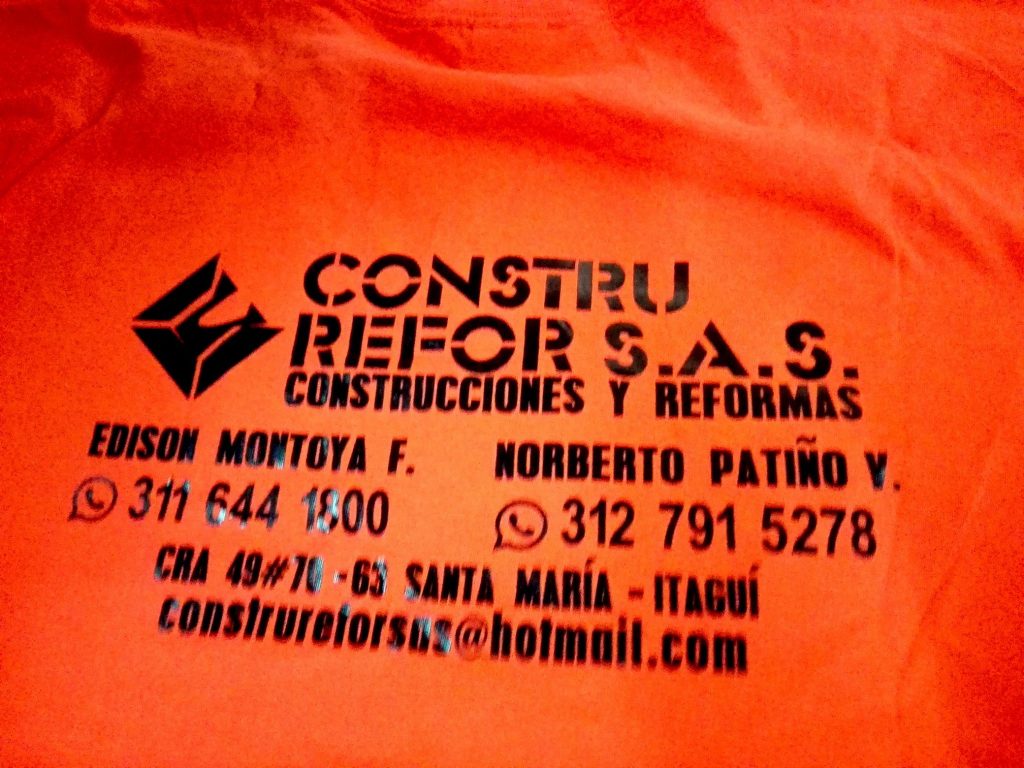 CONSTRU
REFOR S.A.S.
CONSTRUCCIONES Y REFORMAS
EDISON MONTOYA F. NORBERTO PATIÑO V.
311 644 1800 312 791 5278
CRA 49#70-63 SANTA MARÍA - ITAGUÍ
construreforsas@hotmail.com